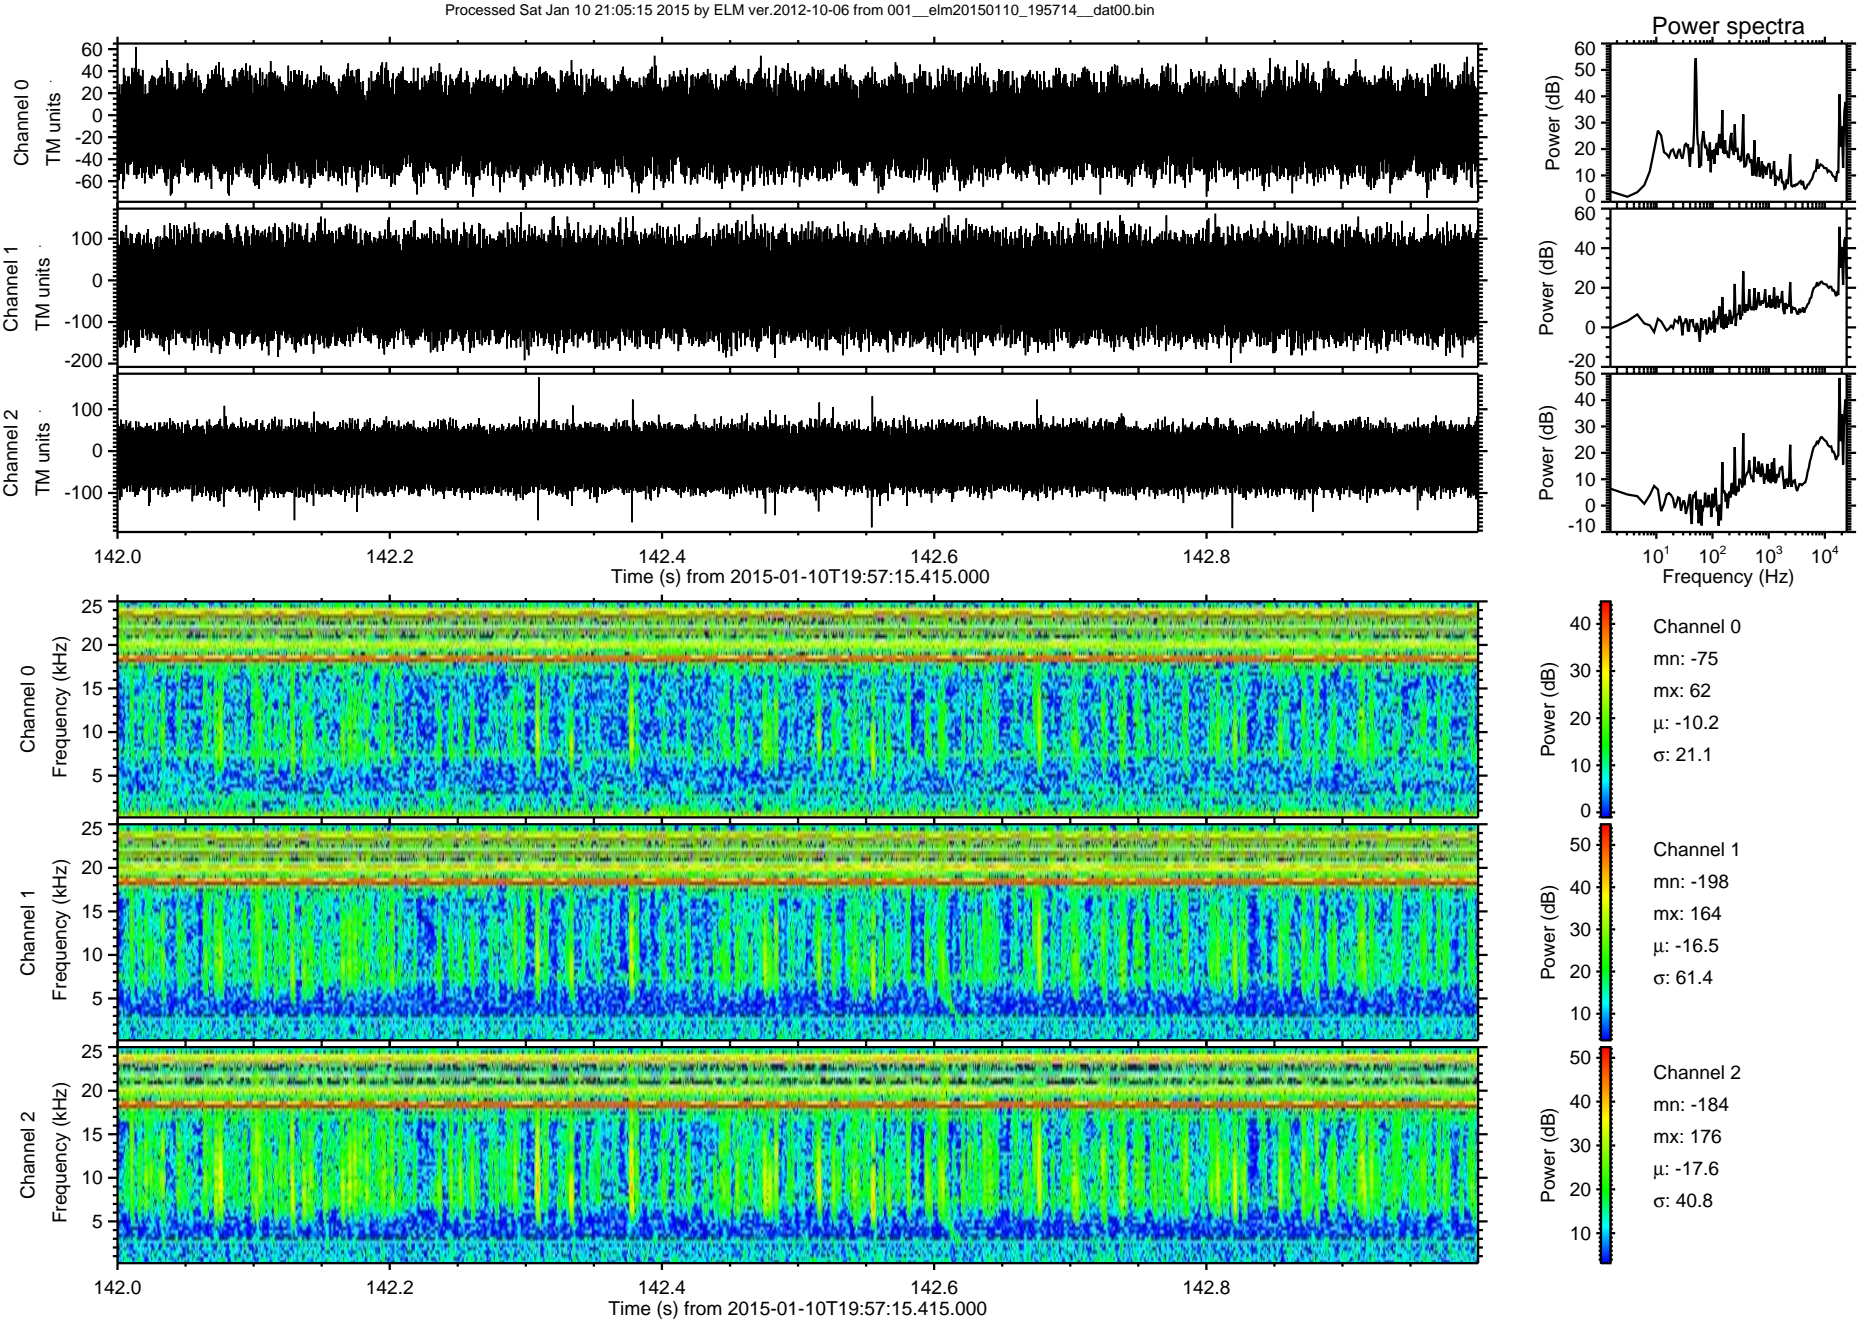 Processed Sat Jan 10 21:05:15 2015 by ELM ver.2012-10-06 from 001__elm20150110_195714__dat00.bin
Power spectra
Channel 0
TM units
60
40
20
0
-20
-40
-60
Power (dB)
60
50
40
30
20
10
0
Channel 1
TM units
100
0
-100
-200
Power (dB)
60
40
20
0
-20
Channel 2
TM units
100
0
-100
Power (dB)
50
40
30
20
10
0
-10
142.0 142.2 142.4 142.6 142.8
Time (s) from 2015-01-10T19:57:15.415.000
10^1 10^2 10^3 10^4
Frequency (Hz)
Channel 0
Frequency (kHz)
25
20
15
10
5
Power (dB)
40
30
20
10
0
Channel 0
mn: -75
mx: 62
μ: -10.2
σ: 21.1
Channel 1
Frequency (kHz)
25
20
15
10
5
Power (dB)
50
40
30
20
10
Channel 1
mn: -198
mx: 164
μ: -16.5
σ: 61.4
Channel 2
Frequency (kHz)
25
20
15
10
5
Power (dB)
50
40
30
20
10
Channel 2
mn: -184
mx: 176
μ: -17.6
σ: 40.8
142.0 142.2 142.4 142.6 142.8
Time (s) from 2015-01-10T19:57:15.415.000